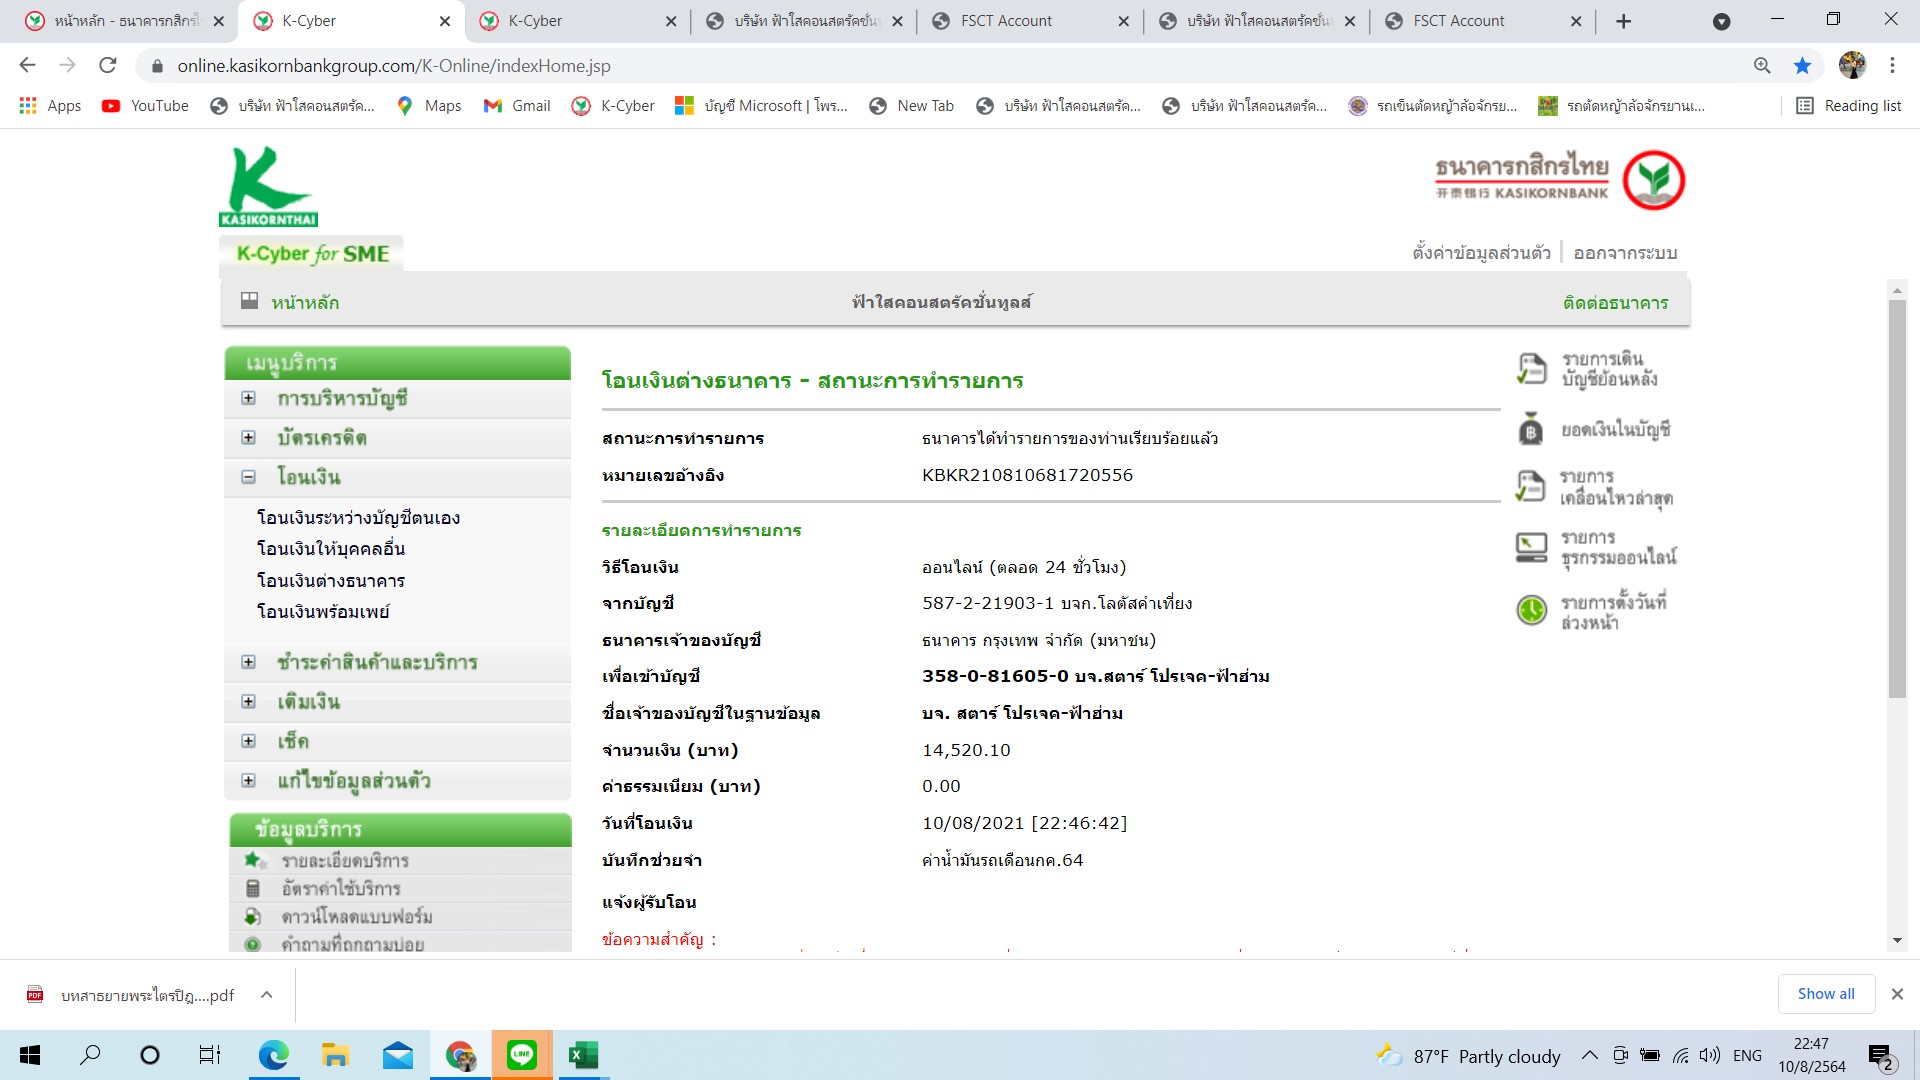 หน้าหลัก - ธนาคารกสิกรไ
K-Cyber
K-Cyber
บริษัท ฟ้าใสคอนสตรัคชั่น
FSCT Account
บริษัท ฟ้าใสคอนสตรัคชั่น
FSCT Account
online.kasikornbankgroup.com/K-Online/indexHome.jsp
Apps
YouTube
บริษัท ฟ้าใสคอนสตรัค...
Maps
Gmail
K-Cyber
บัญชี Microsoft | โพร...
New Tab
บริษัท ฟ้าใสคอนสตรัค...
บริษัท ฟ้าใสคอนสตรัค...
รถเข็นตัดหญ้าล้อจักรย...
รถตัดหญ้าล้อจักรยานเ...
Reading list
KASIKORNTHAI
ธนาคารกสิกรไทย
开泰银行 KASIKORNBANK
K-Cyber for SME
ตั้งค่าข้อมูลส่วนตัว
ออกจากระบบ
หน้าหลัก
ฟ้าใสคอนสตรัคชั่นทูลส์
ติดต่อธนาคาร
เมนูบริการ
การบริหารบัญชี
บัตรเครดิต
โอนเงิน
โอนเงินระหว่างบัญชีตนเอง
โอนเงินให้บุคคลอื่น
โอนเงินต่างธนาคาร
โอนเงินพร้อมเพย์
ชำระค่าสินค้าและบริการ
เติมเงิน
เช็ค
แก้ไขข้อมูลส่วนตัว
ข้อมูลบริการ
รายละเอียดบริการ
อัตราค่าใช้บริการ
ดาวน์โหลดแบบฟอร์ม
คำถามที่ถูกถามบ่อย
โอนเงินต่างธนาคาร - สถานะการทำรายการ
สถานะการทำรายการ ธนาคารได้ทำรายการของท่านเรียบร้อยแล้ว
หมายเลขอ้างอิง KBKR210810681720556
รายละเอียดการทำรายการ
วิธีโอนเงิน ออนไลน์ (ตลอด 24 ชั่วโมง)
จากบัญชี 587-2-21903-1 บจก.โลตัสคำเที่ยง
ธนาคารเจ้าของบัญชี ธนาคาร กรุงเทพ จำกัด (มหาชน)
เพื่อเข้าบัญชี 358-0-81605-0 บจ.สตาร์ โปรเจค-ฟ้าฮ่าม
ชื่อเจ้าของบัญชีในฐานข้อมูล บจ. สตาร์ โปรเจค-ฟ้าฮ่าม
จำนวนเงิน (บาท) 14,520.10
ค่าธรรมเนียม (บาท) 0.00
วันที่โอนเงิน 10/08/2021 [22:46:42]
บันทึกช่วยจำ ค่าน้ำมันรถเดือนกค.64
แจ้งผู้รับโอน
ข้อความสำคัญ :
รายการเดิน
บัญชีย้อนหลัง
ยอดเงินในบัญชี
รายการ
เคลื่อนไหวล่าสุด
รายการ
ธุรกรรมออนไลน์
รายการตั้งวันที่
ล่วงหน้า
บทสาธยายพระไตรปิฎ....pdf
Show all
87°F Partly cloudy
ENG
22:47
10/8/2564
2